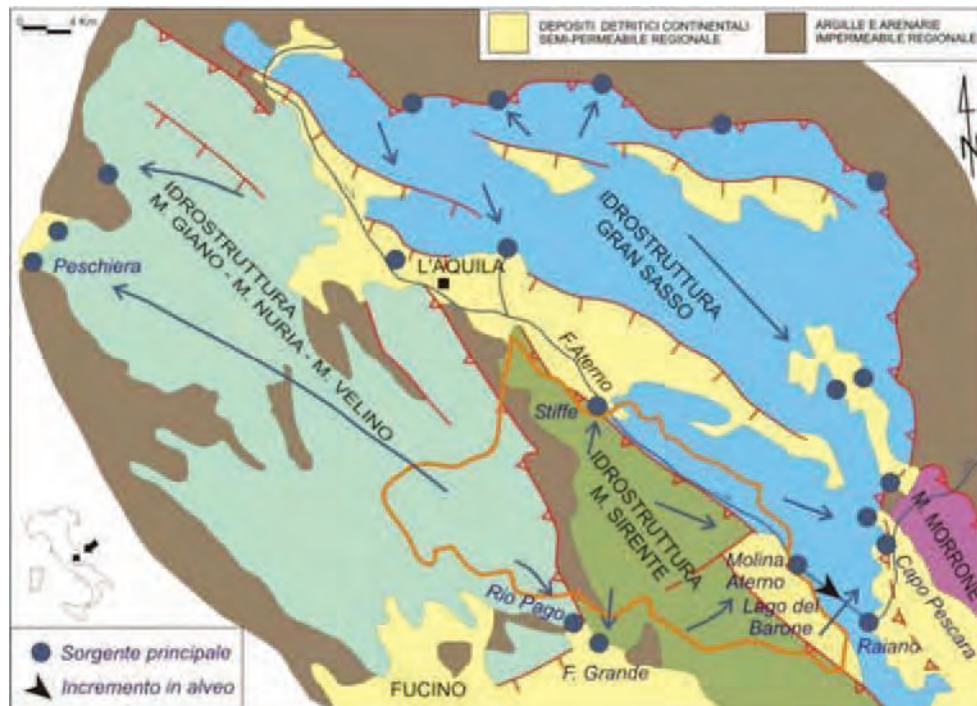 0 4 Km
DEPOSITI DETRITICI CONTINENTALI
SEMI-PERMEABILE REGIONALE
ARGILLE E ARENARIE
IMPERMEABILE REGIONALE
N
IDROSTRUTTURA
M. GIANO - M. NURIA - M. VELINO
Peschiera
L'AQUILA
IDROSTRUTTURA
GRAN SASSO
F.Aterno
Stiffe
IDROSTRUTTURA
M. SIRENTE
M. MORRONE
Molina
Aterno
Capo Pescara
Lago del
Barone
Raiano
Rio Pago
F. Grande
FUCINO
Sorgente principale
Incremento in alveo